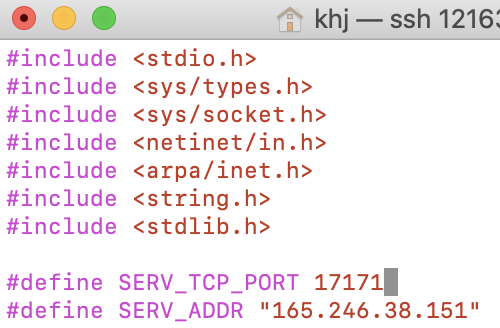 khj — ssh 12163
#include <stdio.h>
#include <sys/types.h>
#include <sys/socket.h>
#include <netinet/in.h>
#include <arpa/inet.h>
#include <string.h>
#include <stdlib.h>
#define SERV_TCP_PORT 17171
#define SERV_ADDR "165.246.38.151"